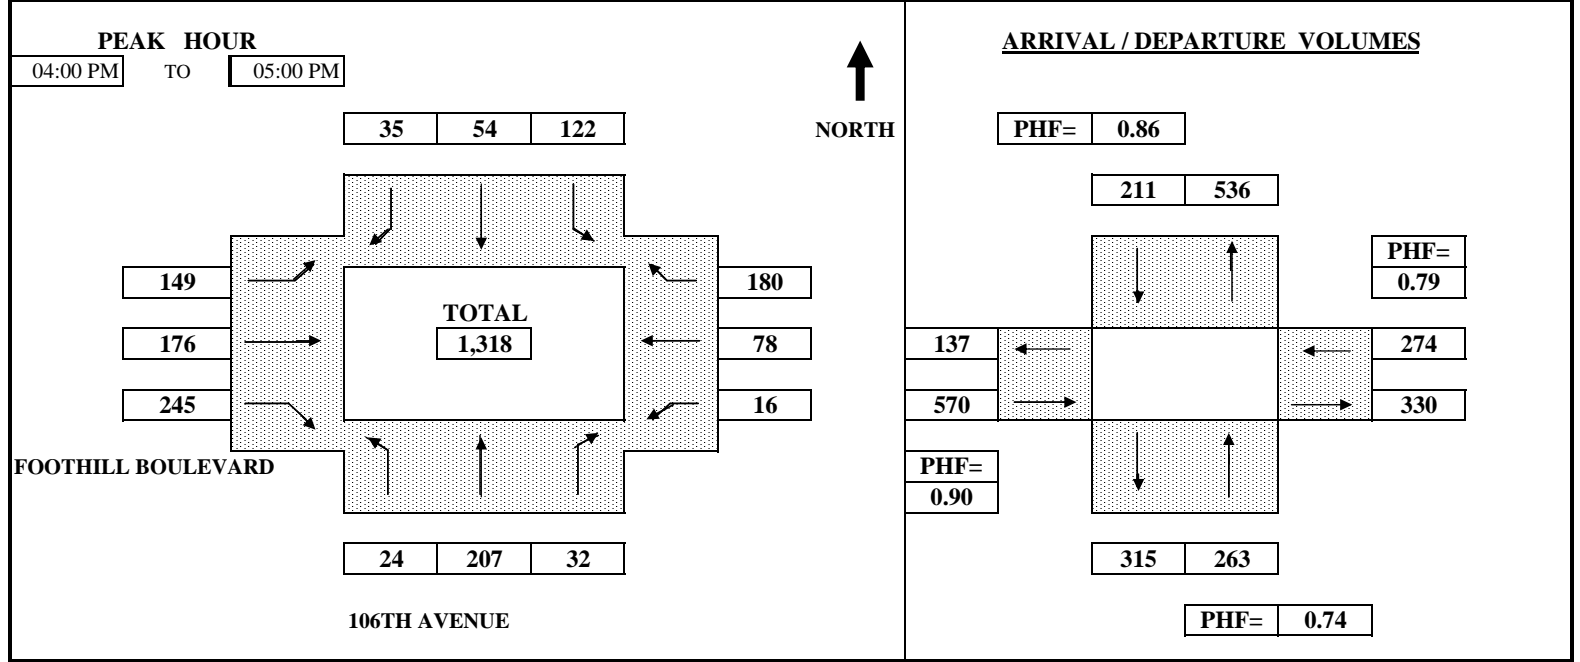 PEAK HOUR
04:00 PM TO 05:00 PM
35 54 122
NORTH
149
176
245
TOTAL
1,318
180
78
16
FOOTHILL BOULEVARD
24 207 32
106TH AVENUE
ARRIVAL / DEPARTURE VOLUMES
PHF= 0.86
211 536
PHF=
0.79
137
570
274
330
PHF=
0.90
315 263
PHF= 0.74